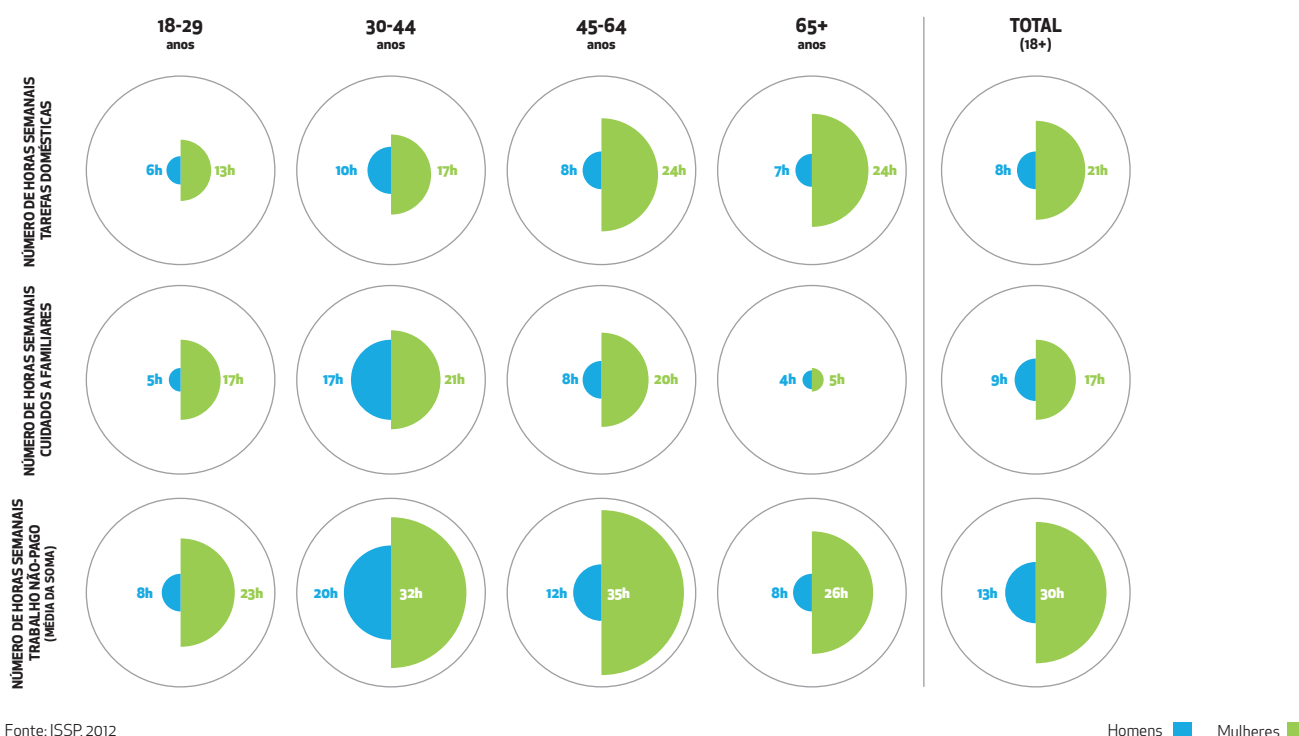 18-29
anos
30-44
anos
45-64
anos
65+
anos
TOTAL
(18+)
NÚMERO DE HORAS SEMANAIS
TAREFAS DOMÉSTICAS
6h 13h
10h 17h
8h 24h
7h 24h
8h 21h
NÚMERO DE HORAS SEMANAIS
CUIDADOS A FAMILIARES
5h 17h
17h 21h
8h 20h
4h 5h
9h 17h
NÚMERO DE HORAS SEMANAIS
TRABALHO NÃO-PAGO
(MÉDIA DA SOMA)
8h 23h
20h 32h
12h 35h
8h 26h
13h 30h
Fonte: ISSP, 2012
Homens
Mulheres